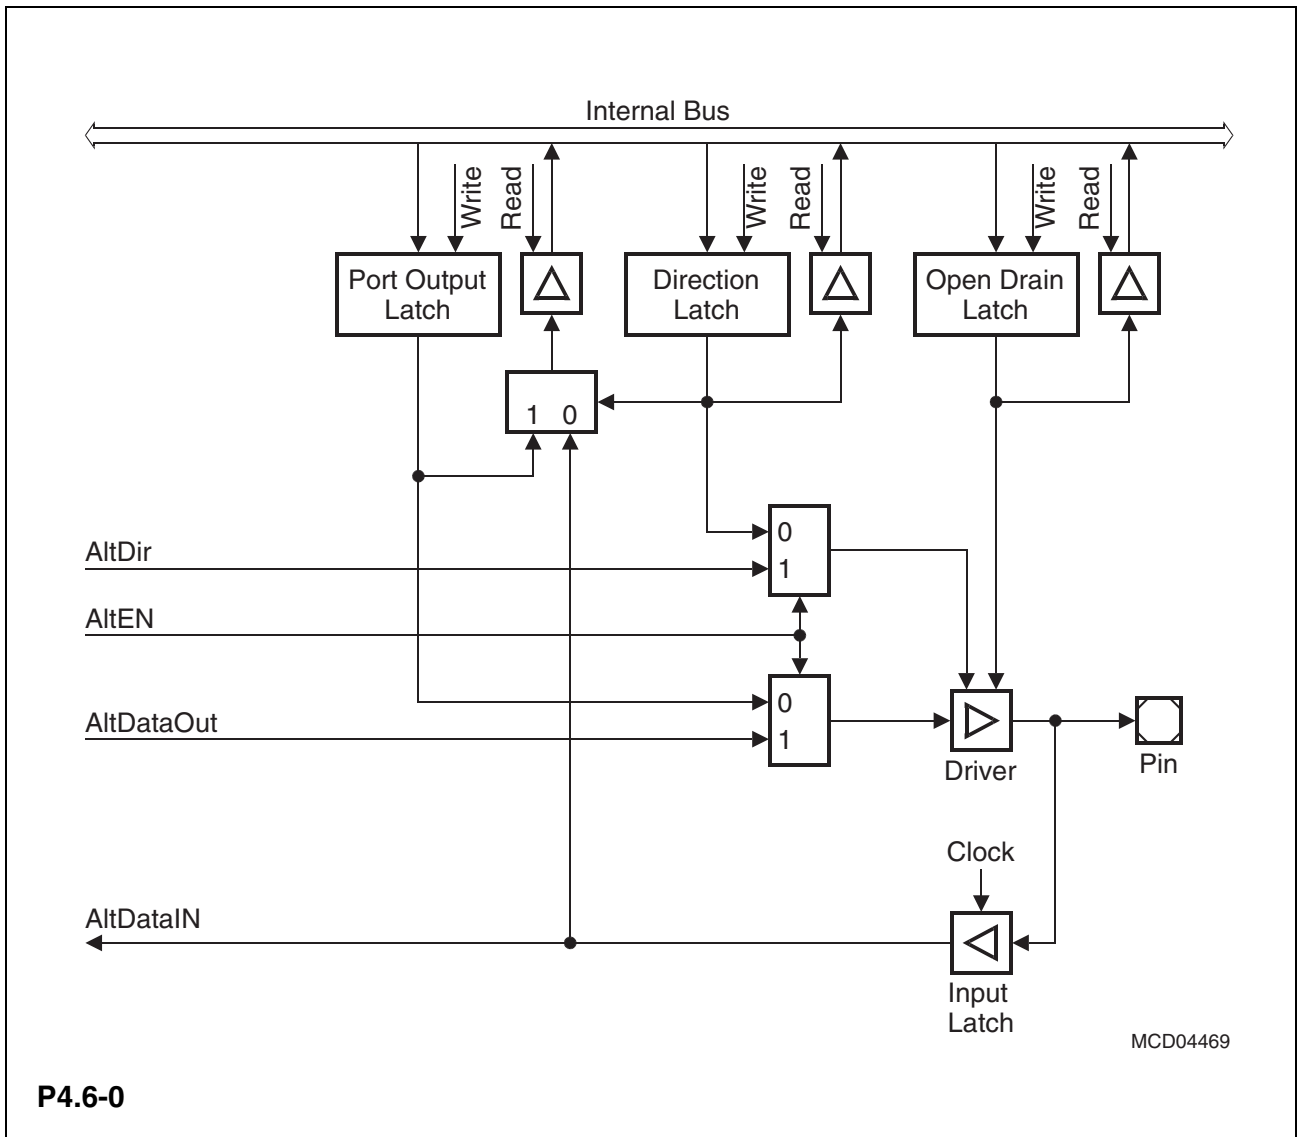 Internal Bus
Write
Read
Write
Read
Write
Read
Port Output
Latch
Direction
Latch
Open Drain
Latch
1 0
AltDir
0
1
AltEN
AltDataOut
0
1
Driver
Pin
Clock
AltDataIN
Input
Latch
MCD04469
P4.6-0